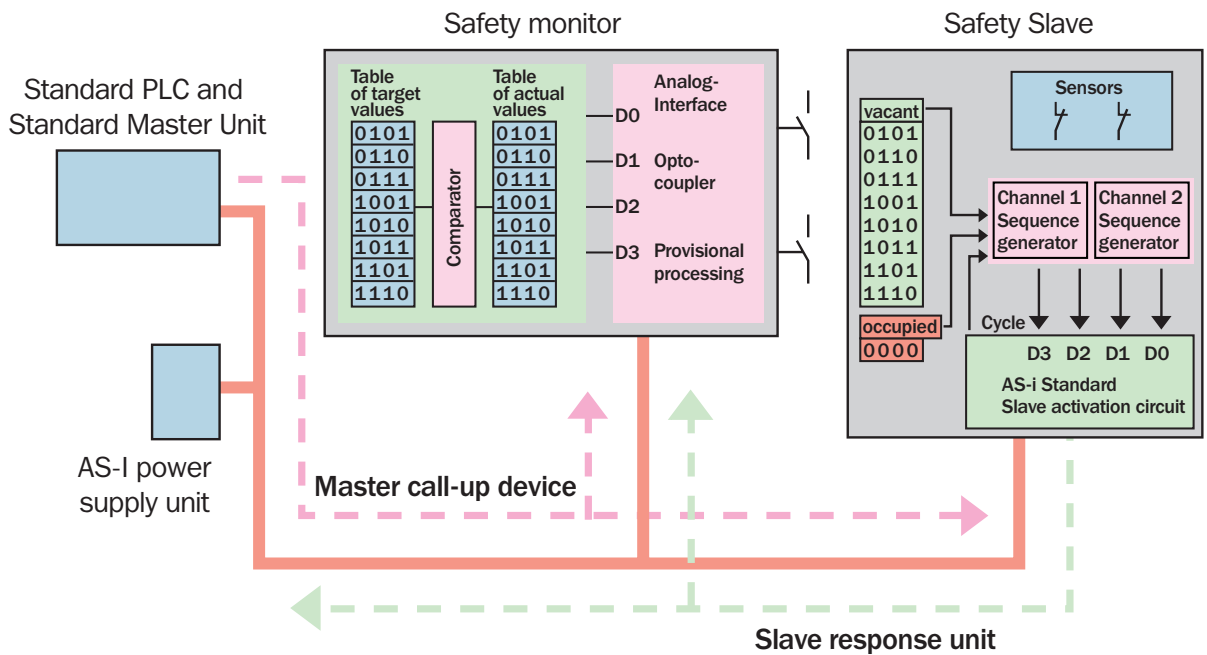 Safety monitor
Safety Slave
Standard PLC and
Standard Master Unit
AS-I power
supply unit
Table
of target
values
0101
0110
0111
1001
1010
1011
1101
1110
Comparator
Table
of actual
values
0101
0110
0111
1001
1010
1011
1101
1110
D0
D1
D2
D3
Analog-
Interface
Opto-
coupler
Provisional
processing
vacant
0101
0110
0111
1001
1010
1011
1101
1110
occupied
0000
Sensors
Channel 1
Sequence
generator
Channel 2
Sequence
generator
Cycle
D3 D2 D1 D0
AS-i Standard
Slave activation circuit
Master call-up device
Slave response unit